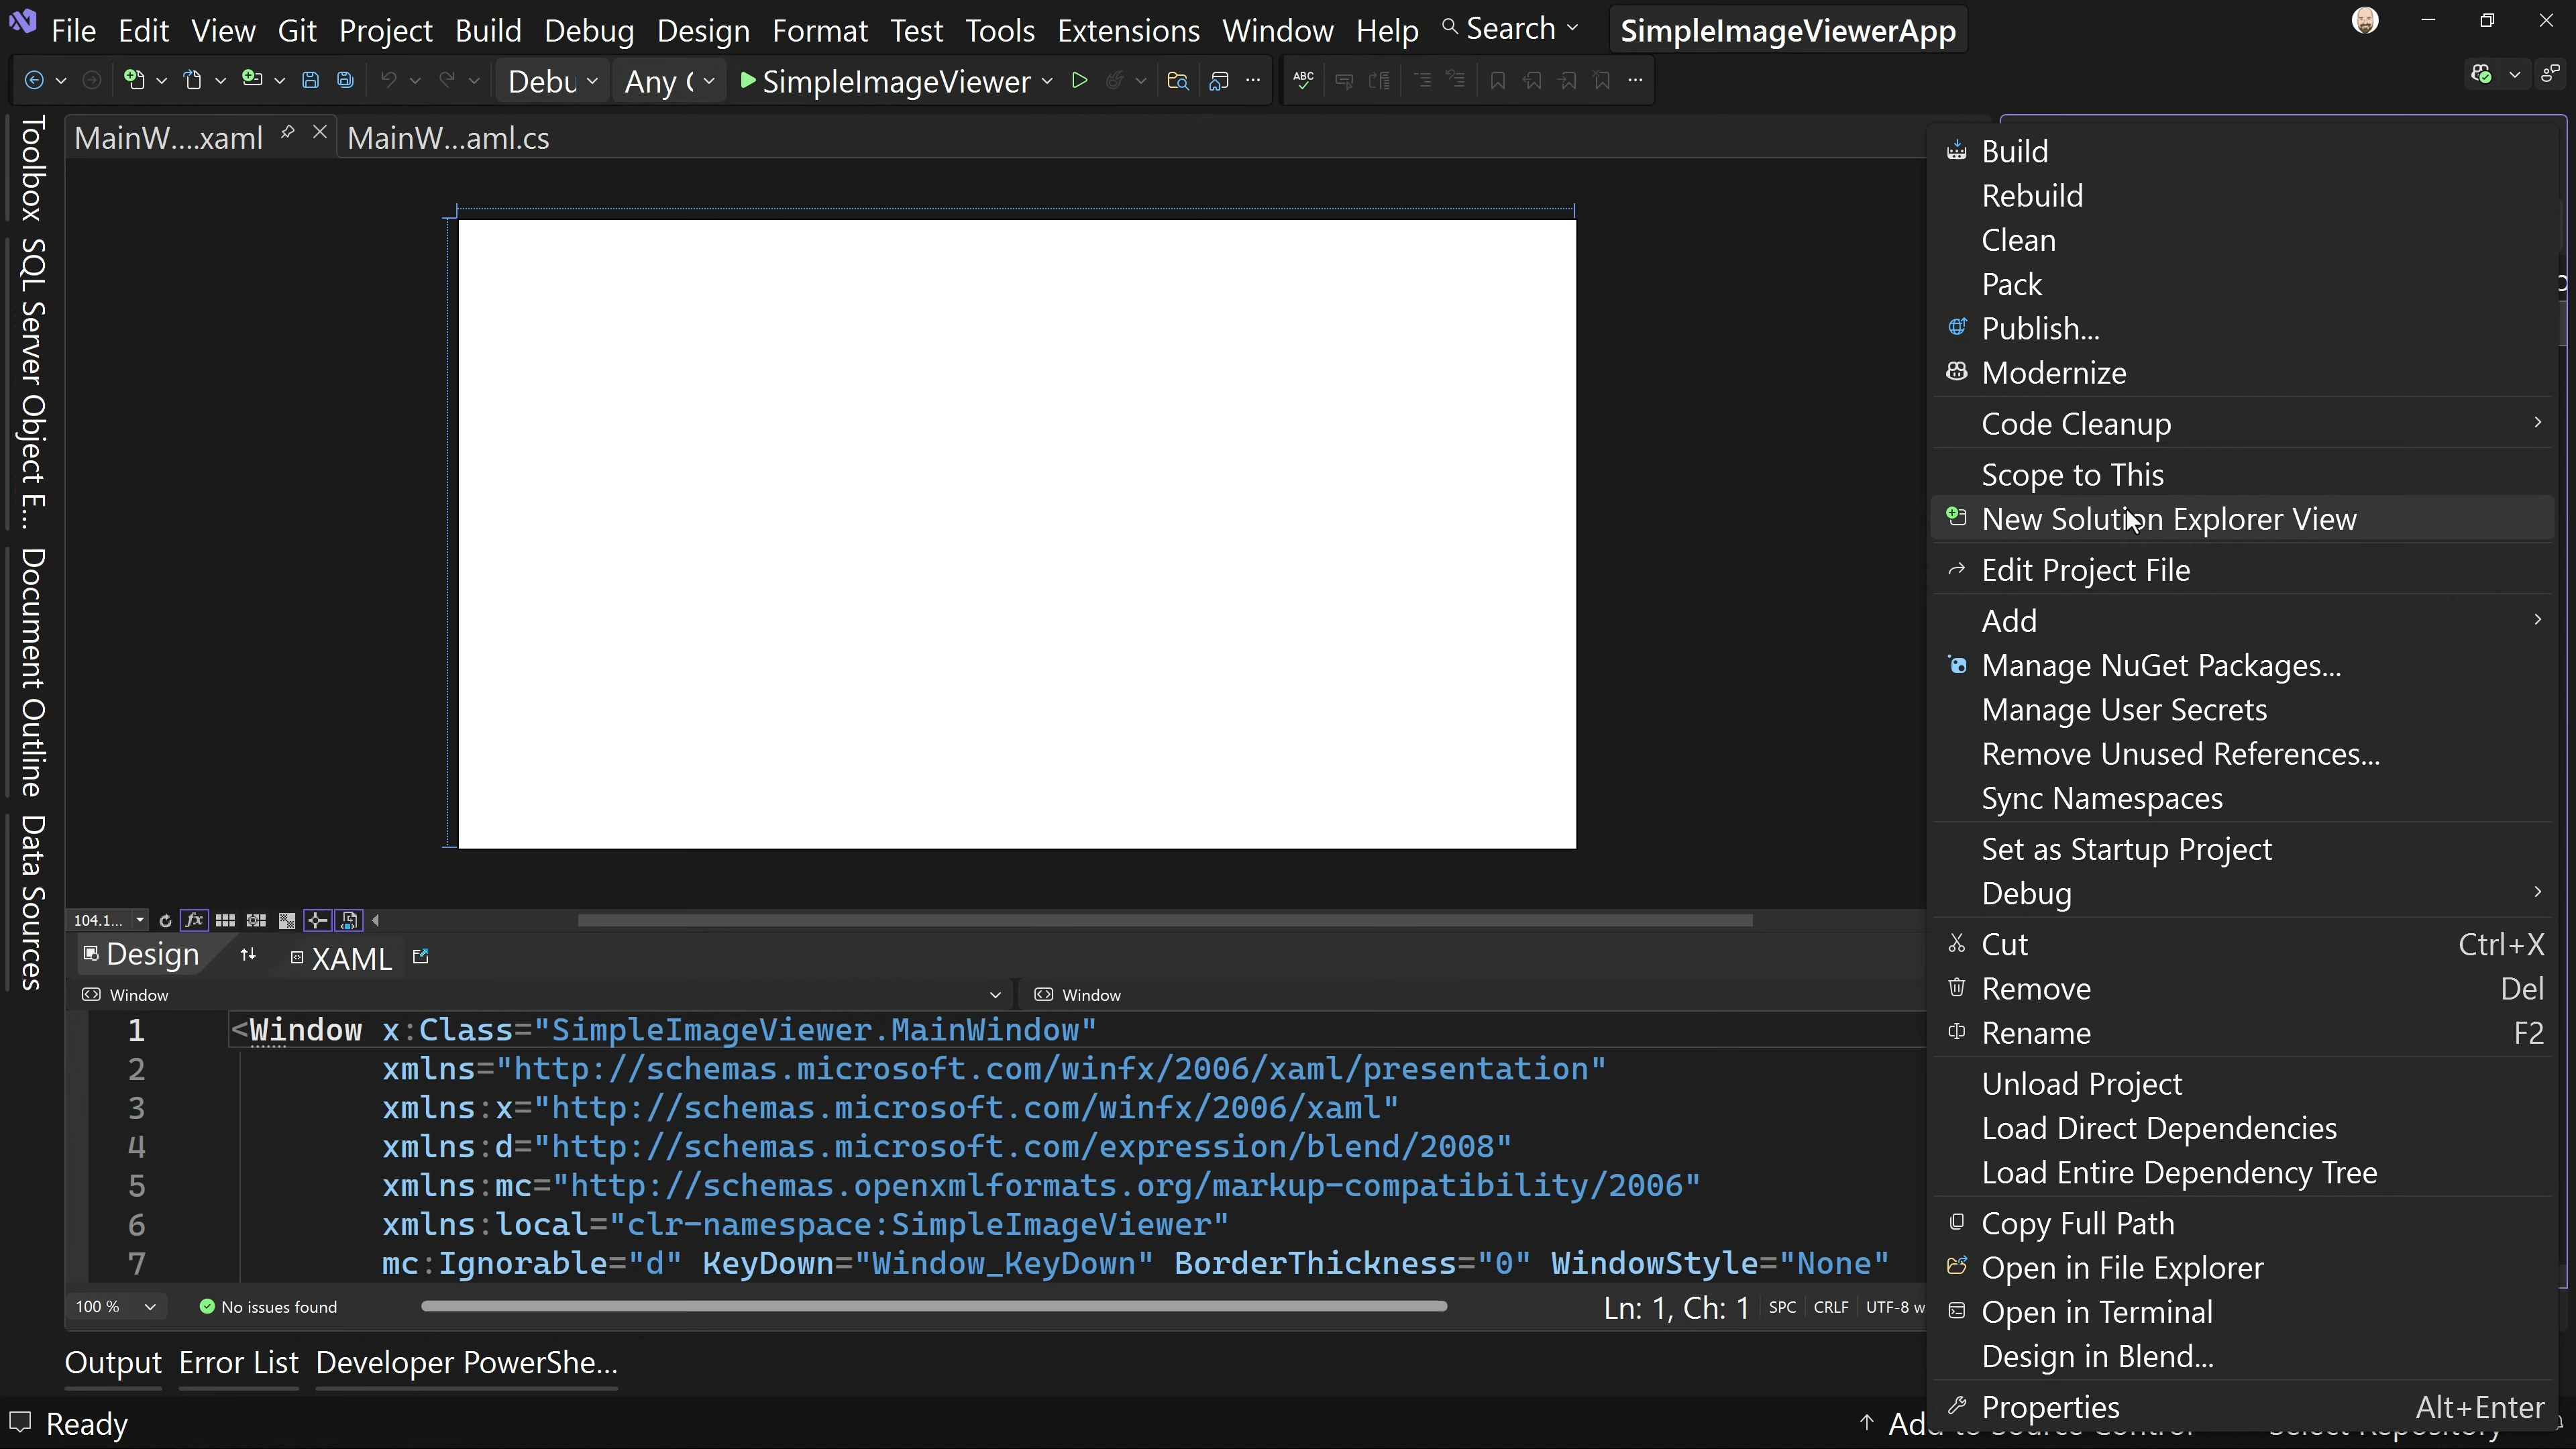 File Edit View Git Project Build Debug Design Format Test Tools Extensions Window Help Search SimpleImageViewerApp
Debu Any SimpleImageViewer
MainW....xaml MainW...aml.cs
Toolbox
SQL Server Object E...
Document Outline
Data Sources
104.1...
Design XAML
Window Window
1 <Window x:Class="SimpleImageViewer.MainWindow"
2 xmlns="http://schemas.microsoft.com/winfx/2006/xaml/presentation"
3 xmlns:x="http://schemas.microsoft.com/winfx/2006/xaml"
4 xmlns:d="http://schemas.microsoft.com/expression/blend/2008"
5 xmlns:mc="http://schemas.openxmlformats.org/markup-compatibility/2006"
6 xmlns:local="clr-namespace:SimpleImageViewer"
7 mc:Ignorable="d" KeyDown="Window_KeyDown" BorderThickness="0" WindowStyle="None"
100 % No issues found Ln: 1, Ch: 1 SPC CRLF UTF-8 w
Output Error List Developer PowerShe...
Ready
Build
Rebuild
Clean
Pack
Publish...
Modernize
Code Cleanup
Scope to This
New Solution Explorer View
Edit Project File
Add
Manage NuGet Packages...
Manage User Secrets
Remove Unused References...
Sync Namespaces
Set as Startup Project
Debug
Cut Ctrl+X
Remove Del
Rename F2
Unload Project
Load Direct Dependencies
Load Entire Dependency Tree
Copy Full Path
Open in File Explorer
Open in Terminal
Design in Blend...
Properties Alt+Enter